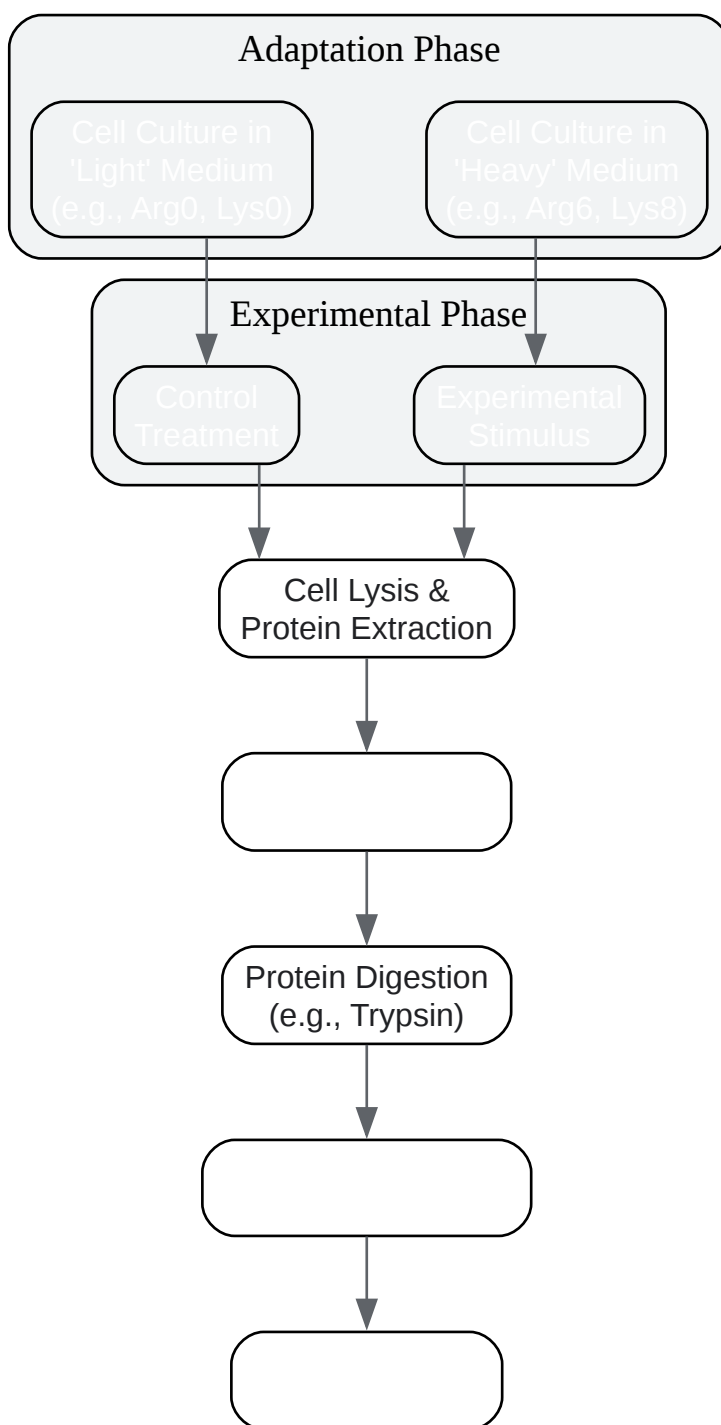 Adaptation Phase
Cell Culture in
'Light' Medium
(e.g., Arg0, Lys0)
Cell Culture in
'Heavy' Medium
(e.g., Arg6, Lys8)
Experimental Phase
Control
Treatment
Experimental
Stimulus
Cell Lysis &
Protein Extraction
Protein Digestion
(e.g., Trypsin)